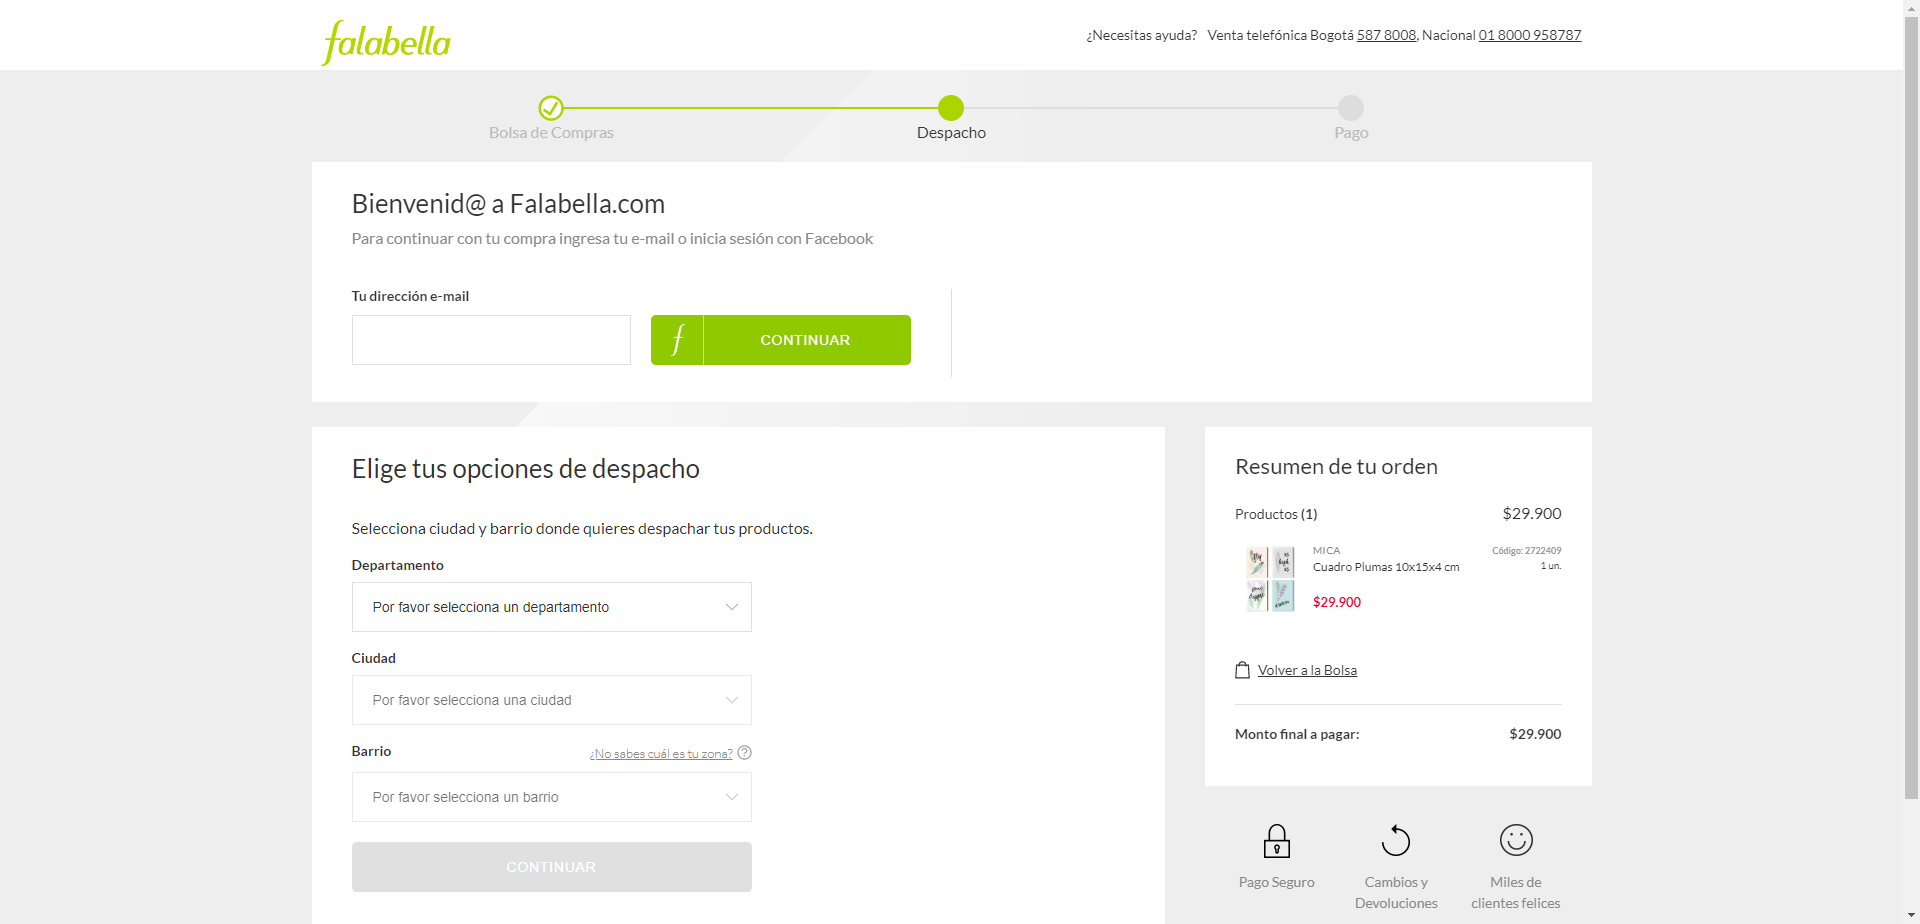 falabella
¿Necesitas ayuda? Venta telefónica Bogotá 587 8008, Nacional 01 8000 958787
Bolsa de Compras
Despacho
Pago
Bienvenid@ a Falabella.com
Para continuar con tu compra ingresa tu e-mail o inicia sesión con Facebook
Tu dirección e-mail
f CONTINUAR
Elige tus opciones de despacho
Selecciona ciudad y barrio donde quieres despachar tus productos.
Departamento
Por favor selecciona un departamento
Ciudad
Por favor selecciona una ciudad
Barrio ¿No sabes cuál es tu zona? ?
Por favor selecciona un barrio
CONTINUAR
Resumen de tu orden
Productos (1) $29.900
MICA Código: 2722409
Cuadro Plumas 10x15x4 cm 1 un.
$29.900
Volver a la Bolsa
Monto final a pagar: $29.900
Pago Seguro
Cambios y
Devoluciones
Miles de
clientes felices